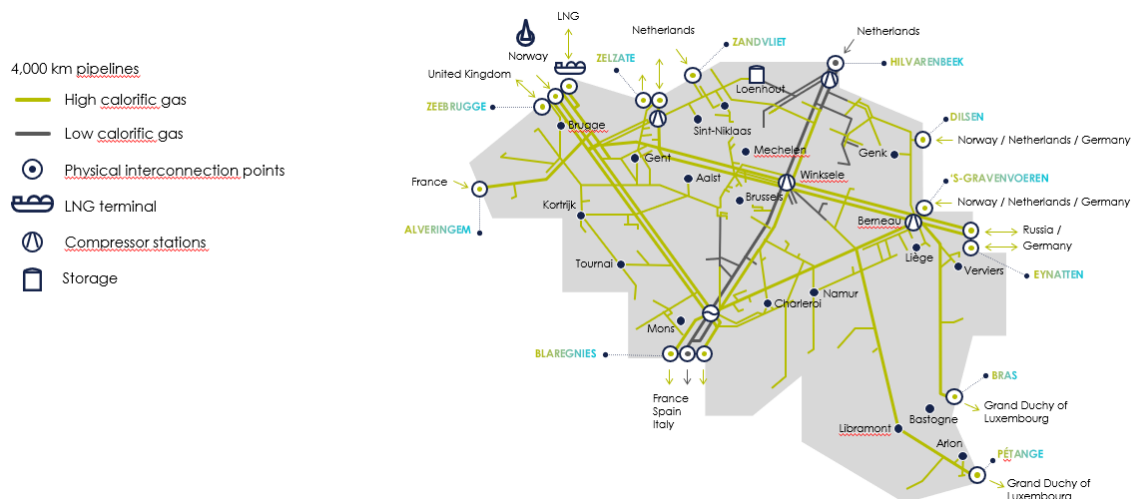 4,000 km pipelines
High calorific gas
Low calorific gas
Physical interconnection points
LNG terminal
Compressor stations
Storage
LNG
Norway
United Kingdom
ZEEBRUGGE
Brugge
ZELZATE
Netherlands
ZANDVLIET
Loenhout
Netherlands
HILVARENBEEK
DILSEN
Norway / Netherlands / Germany
Sint-Niklaas
Mechelen
Genk
Gent
Aalst
Winksele
'S-GRAVENVOEREN
Norway / Netherlands / Germany
France
ALVERINGEM
Kortrijk
Brussels
Berneau
Russia /
Germany
Liège
Verviers
EYNATTEN
Tournai
Namur
Charleroi
Mons
BLAREGNIES
France
Spain
Italy
BRAS
Grand Duchy of
Luxembourg
Bastogne
Libramont
Arlon
PÉTANGE
Grand Duchy of
Luxembourg